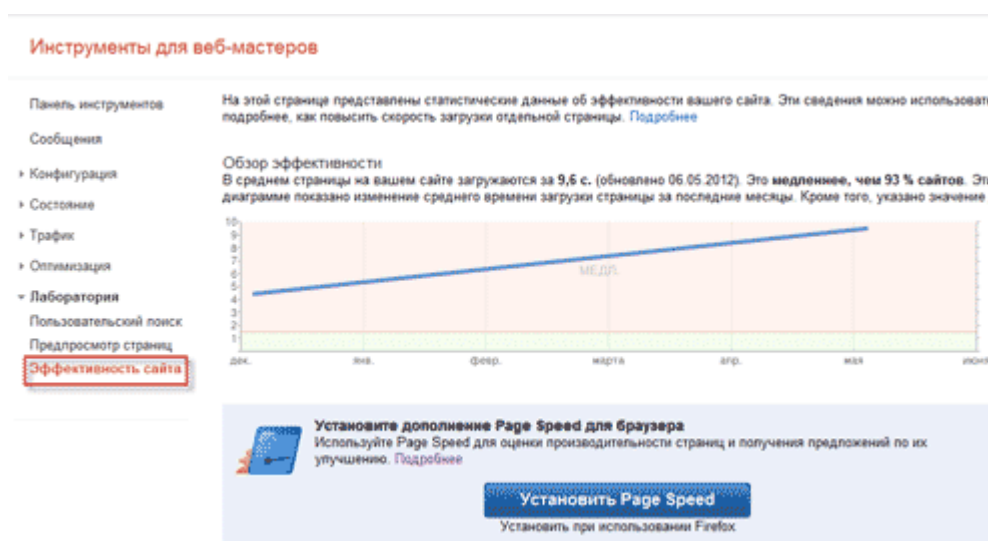 Инструменты для веб-мастеров
Панель инструментов
Сообщения
Конфигурация
Состояние
Трафик
Оптимизация
Лаборатория
Пользовательский поиск
Предпросмотр страниц
Эффективность сайта
На этой странице представлены статистические данные об эффективности вашего сайта. Эти сведения можно использоват
подробнее, как повысить скорость загрузки отдельной страницы. Подробнее
Обзор эффективности
В среднем страницы на вашем сайте загружаются за 9,6 с. (обновлено 06.05.2012). Это медленнее, чем 93 % сайтов. Эт
диаграмме показано изменение среднего времени загрузки страницы за последние месяцы. Кроме того, указано значение
10
9
8
7
6
5
4
3
2
1
МЕДЛ.
дек. янв. февр. марта апр. мая июня
Установите дополнение Page Speed для браузера
Используйте Page Speed для оценки производительности страниц и получения предложений по их
улучшению. Подробнее
Установить Page Speed
Установить при использовании Firefox